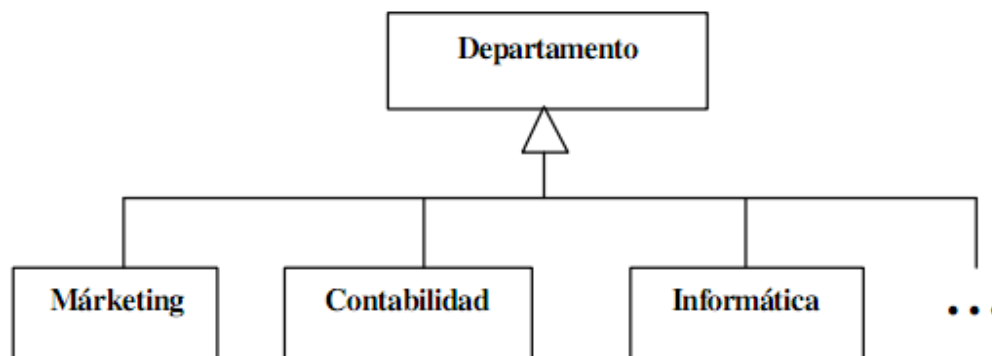 Departamento
Márketing
Contabilidad
Informática
• • •